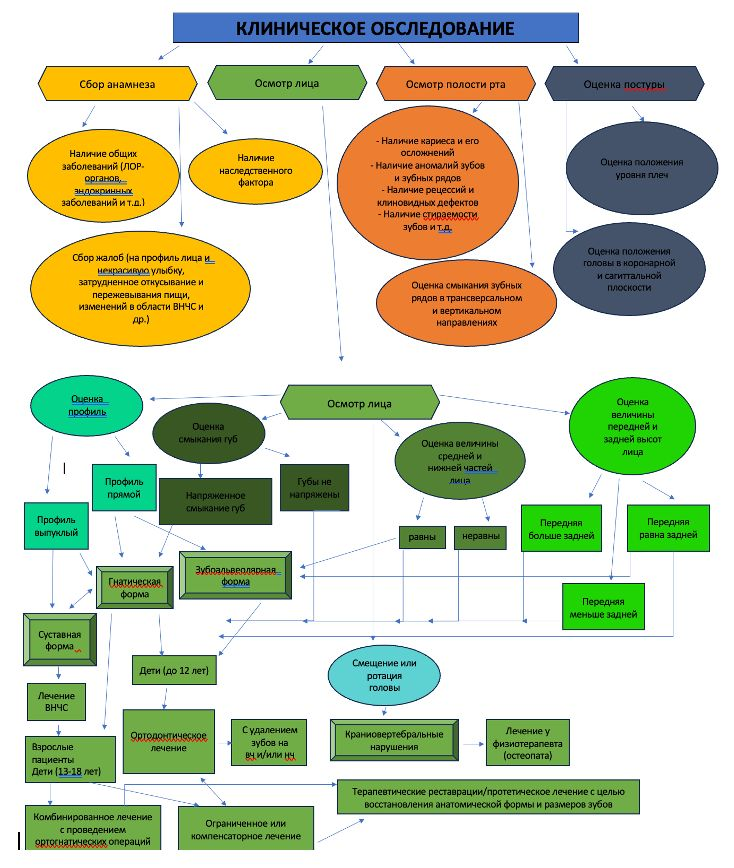 КЛИНИЧЕСКОЕ ОБСЛЕДОВАНИЕ
Сбор анамнеза
Осмотр лица
Осмотр полости рта
Оценка постуры
Наличие общих
заболеваний (ЛОР-
органов,
эндокринных
заболеваний и т.д.)
Наличие
наследственного
фактора
- Наличие кариеса и его
осложнений
- Наличие аномалий зубов
и зубных рядов
- Наличие рецессий и
клиновидных дефектов
- Наличие стираемости
зубов и т.д.
Оценка положения
уровня плеч
Сбор жалоб (на профиль лица и
некрасивую улыбку,
затрудненное откусывание и
пережевывания пищи,
изменений в области ВНЧС и
др.)
Оценка смыкания зубных
рядов в трансверсальном
и вертикальном
направлениях
Оценка положения
головы в коронарной
и сагиттальной
плоскости
Оценка
профиль
Оценка
смыкания губ
Осмотр лица
Оценка величины
средней и
нижней частей
лица
Оценка
величины
передней и
задней высот
лица
Профиль
прямой
Напряженное
смыкание губ
Губы не
напряжены
Профиль
выпуклый
равны
неравны
Передняя
больше задней
Передняя
равна задней
Гнатическая
форма
Зубоальвеолярная
форма
Передняя
меньше задней
Суставная
форма
Дети (до 12 лет)
Смещение или
ротация
головы
Лечение
ВНЧС
Ортодонтическое
лечение
С удалением
зубов на
вч и/или нч
Краниовертебральные
нарушения
Лечение у
физиотерапевта
(остеопата)
Взрослые
пациенты
Дети (13-18 лет)
Терапевтические реставрации/протетическое лечение с целью
восстановления анатомической формы и размеров зубов
Комбинированное лечение
с проведением
ортогнатических операций
Ограниченное или
компенсаторное лечение